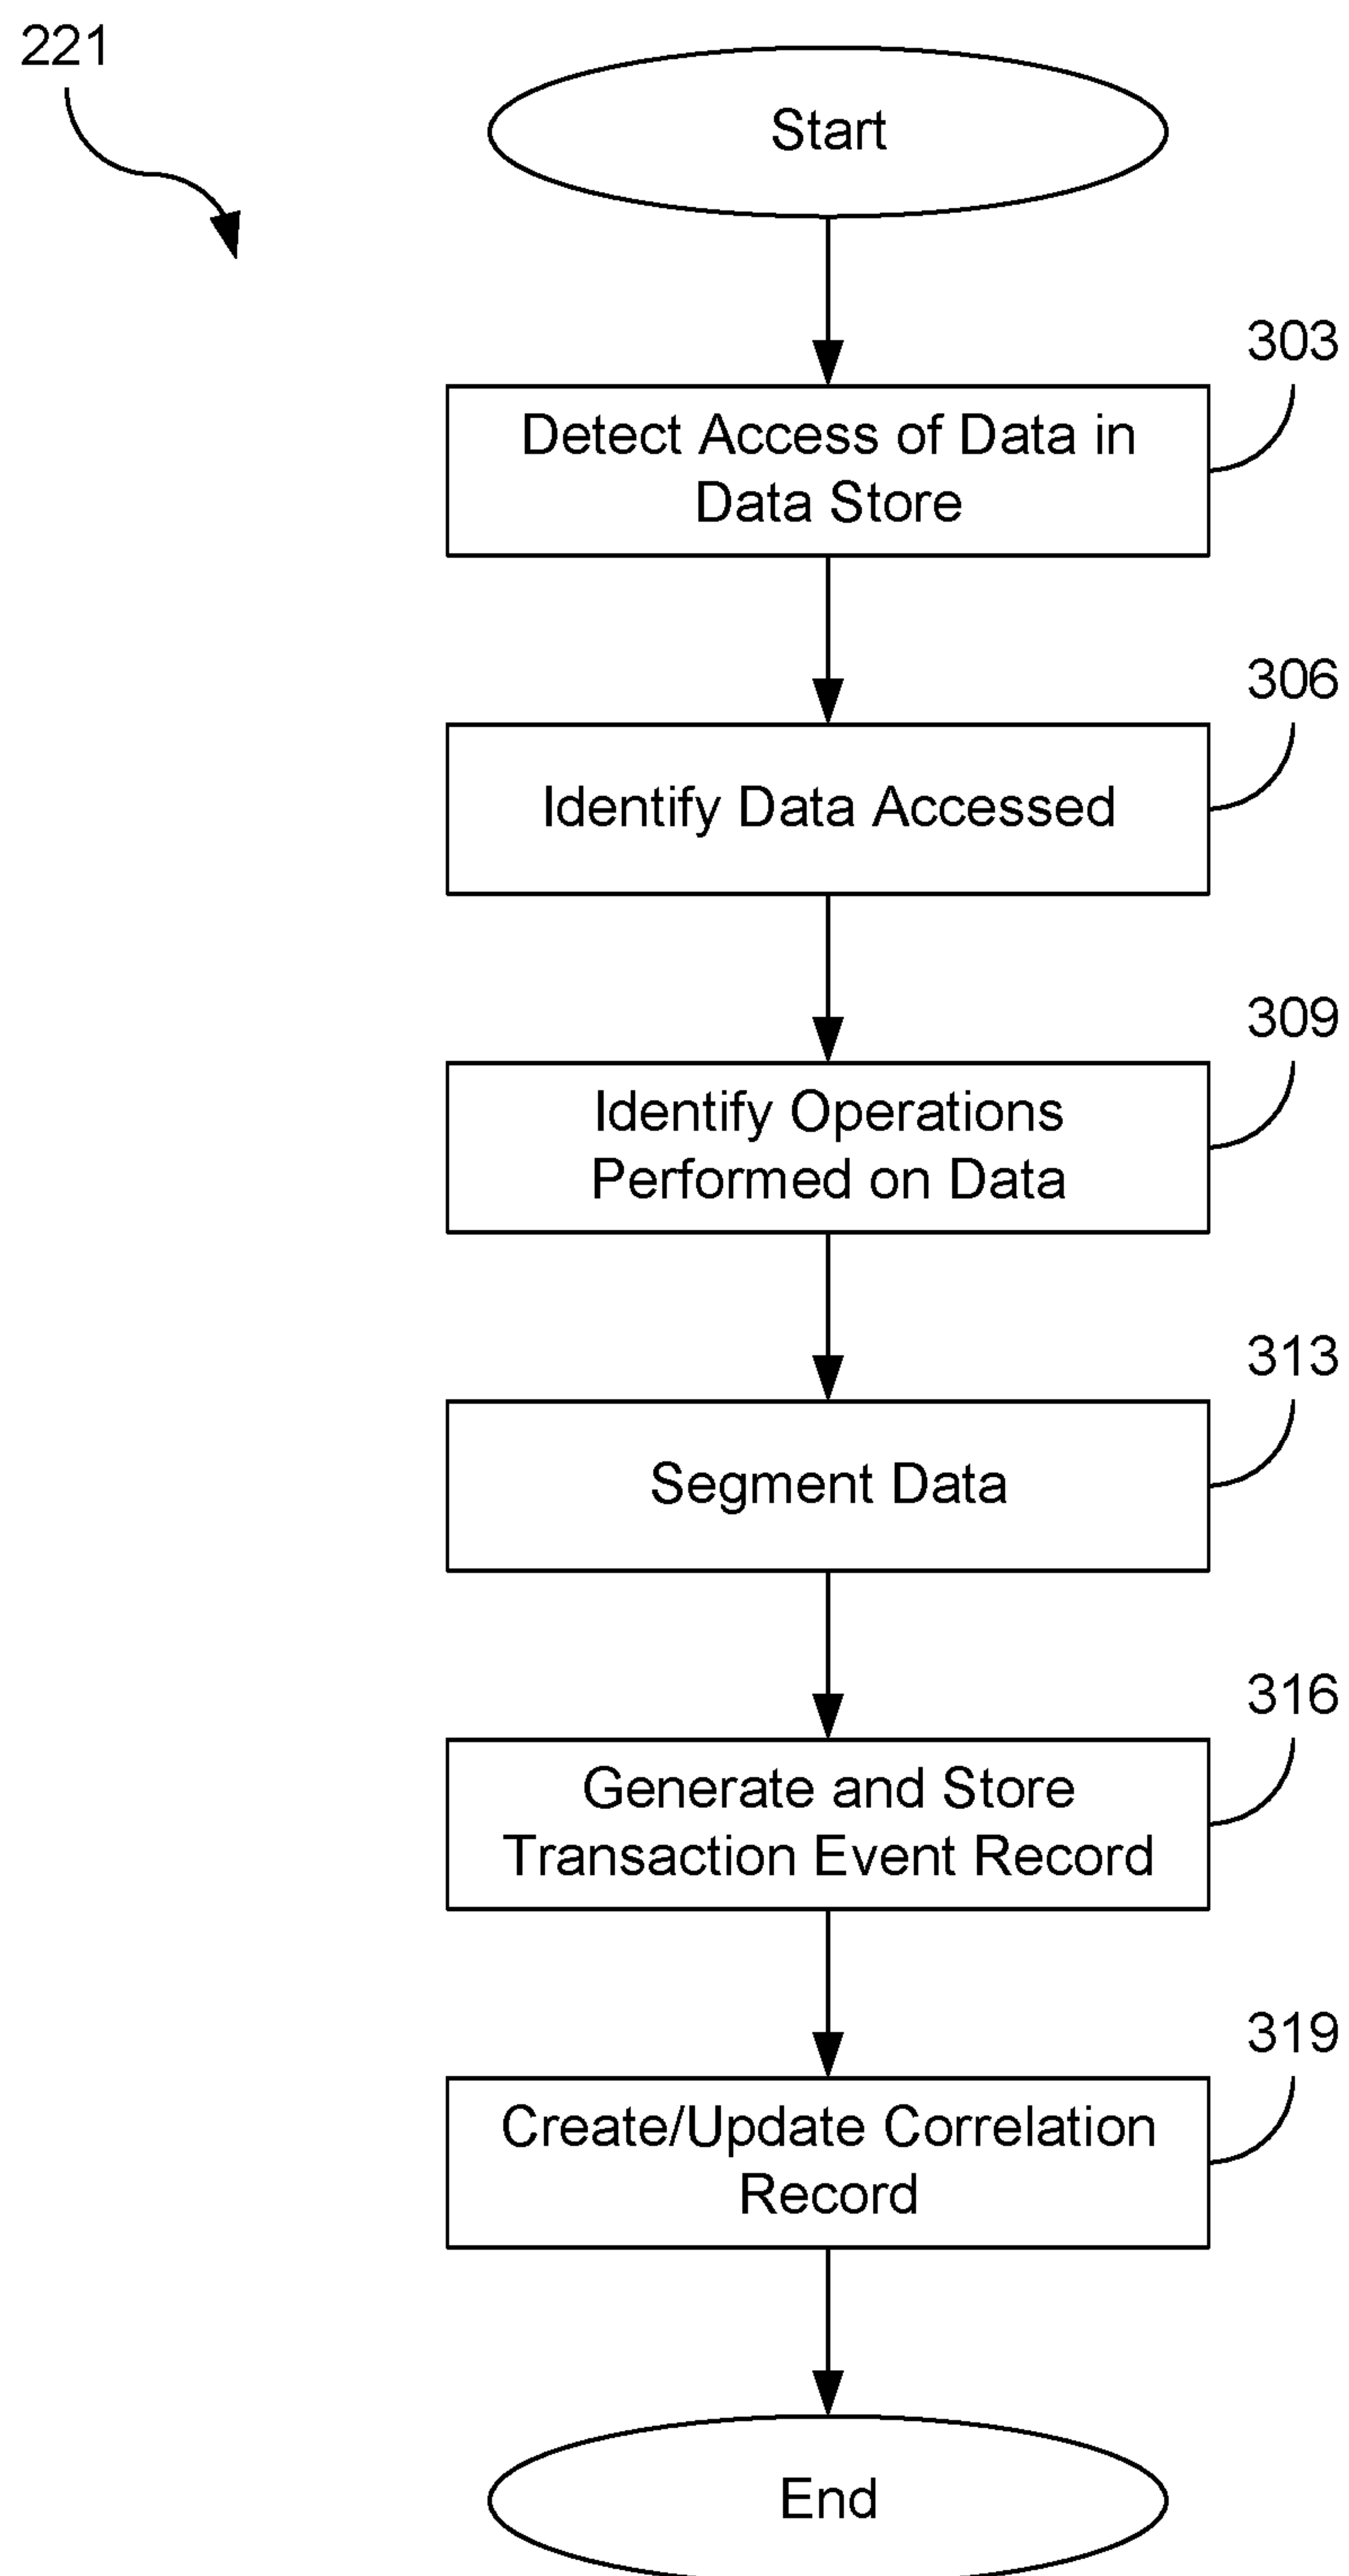 221
Start
303
Detect Access of Data in
Data Store
306
Identify Data Accessed
309
Identify Operations
Performed on Data
313
Segment Data
316
Generate and Store
Transaction Event Record
319
Create/Update Correlation
Record
End